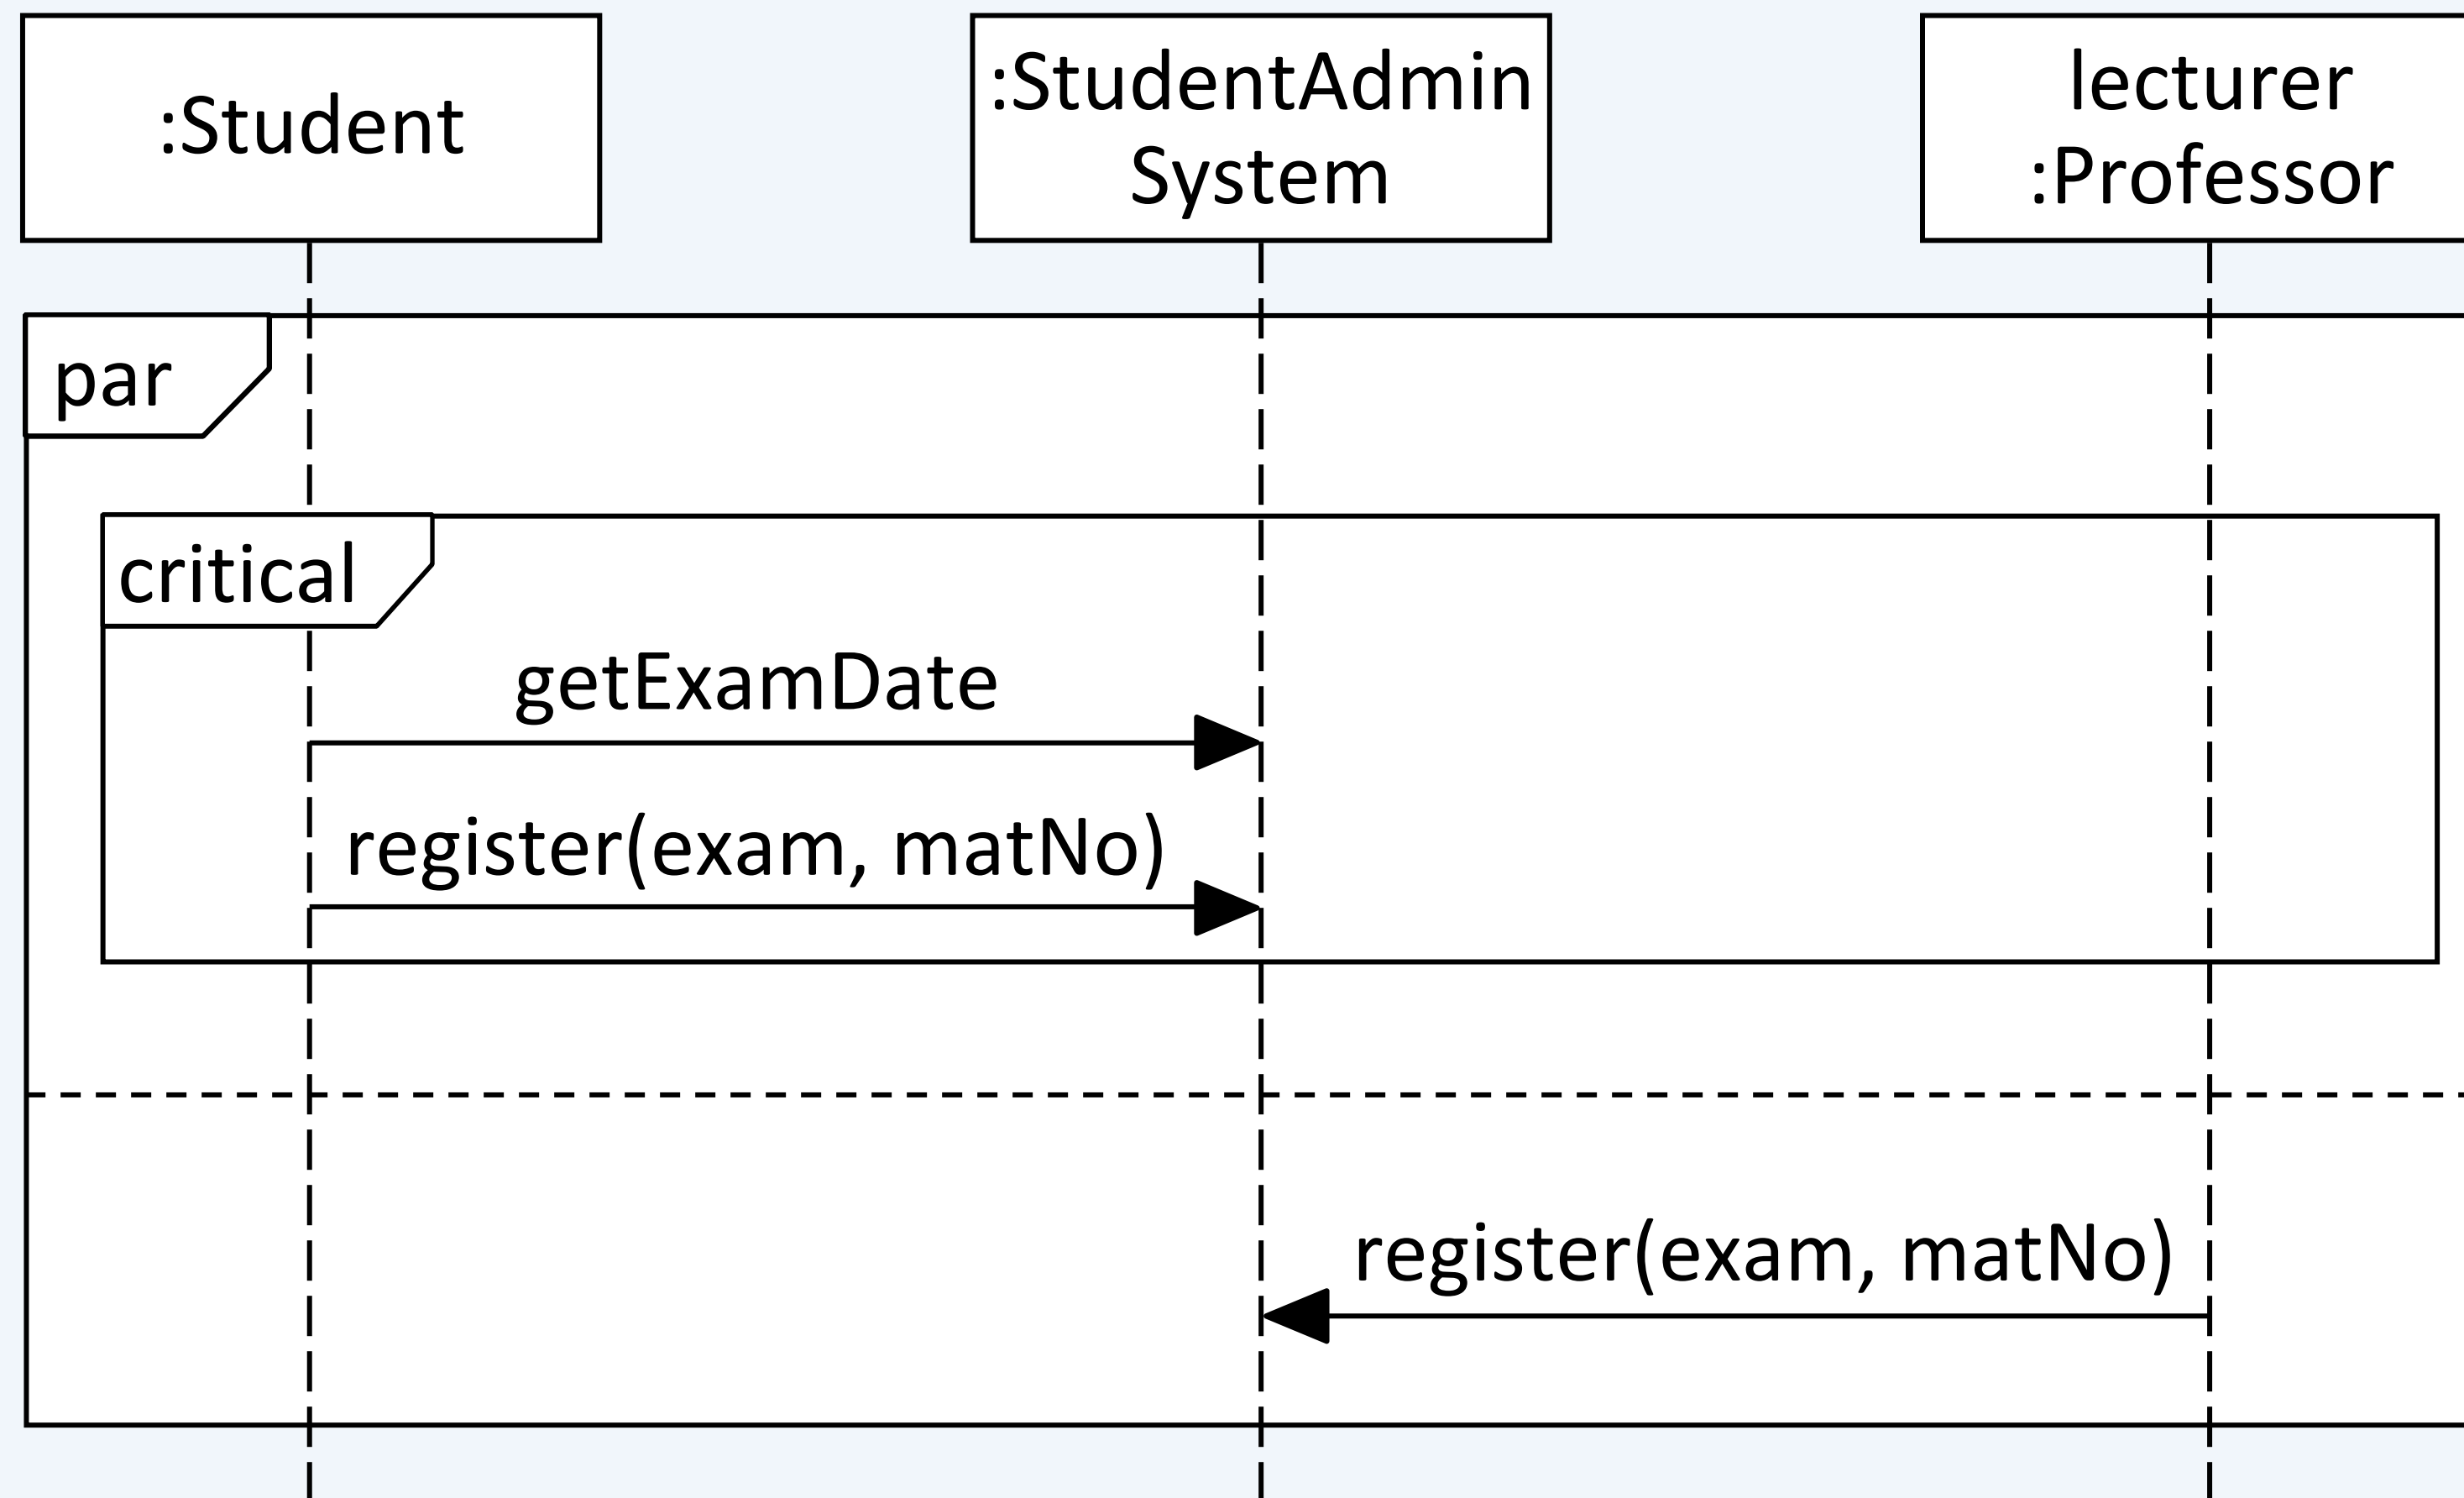 :Student
:StudentAdmin
System
lecturer
:Professor
par
critical
getExamDate
register(exam, matNo)
register(exam, matNo)